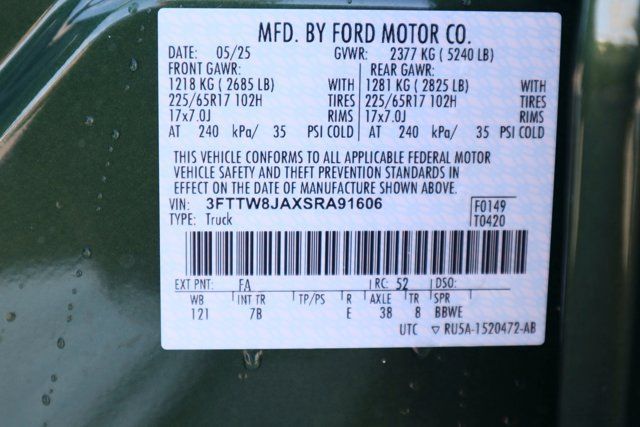 MFD. BY FORD MOTOR CO.
DATE: 05/25 GVWR: 2377 KG ( 5240 LB)
FRONT GAWR: REAR GAWR:
1218 KG ( 2685 LB) WITH 1281 KG ( 2825 LB) WITH
225/65R17 102H TIRES 225/65R17 102H TIRES
17x7.0J RIMS 17x7.0J RIMS
AT 240 kPa/ 35 PSI COLD AT 240 kPa/ 35 PSI COLD
THIS VEHICLE CONFORMS TO ALL APPLICABLE FEDERAL MOTOR
VEHICLE SAFETY AND THEFT PREVENTION STANDARDS IN
EFFECT ON THE DATE OF MANUFACTURE SHOWN ABOVE.
VIN: 3FTTW8JAXSRA91606 F0149
TYPE: Truck T0420
EXT PNT: FA RC: 52 DSO:
WB INT TR TP/PS R AXLE TR SPR
121 7B E 38 8 BBWE
UTC ▽ RU5A-1520472-AB